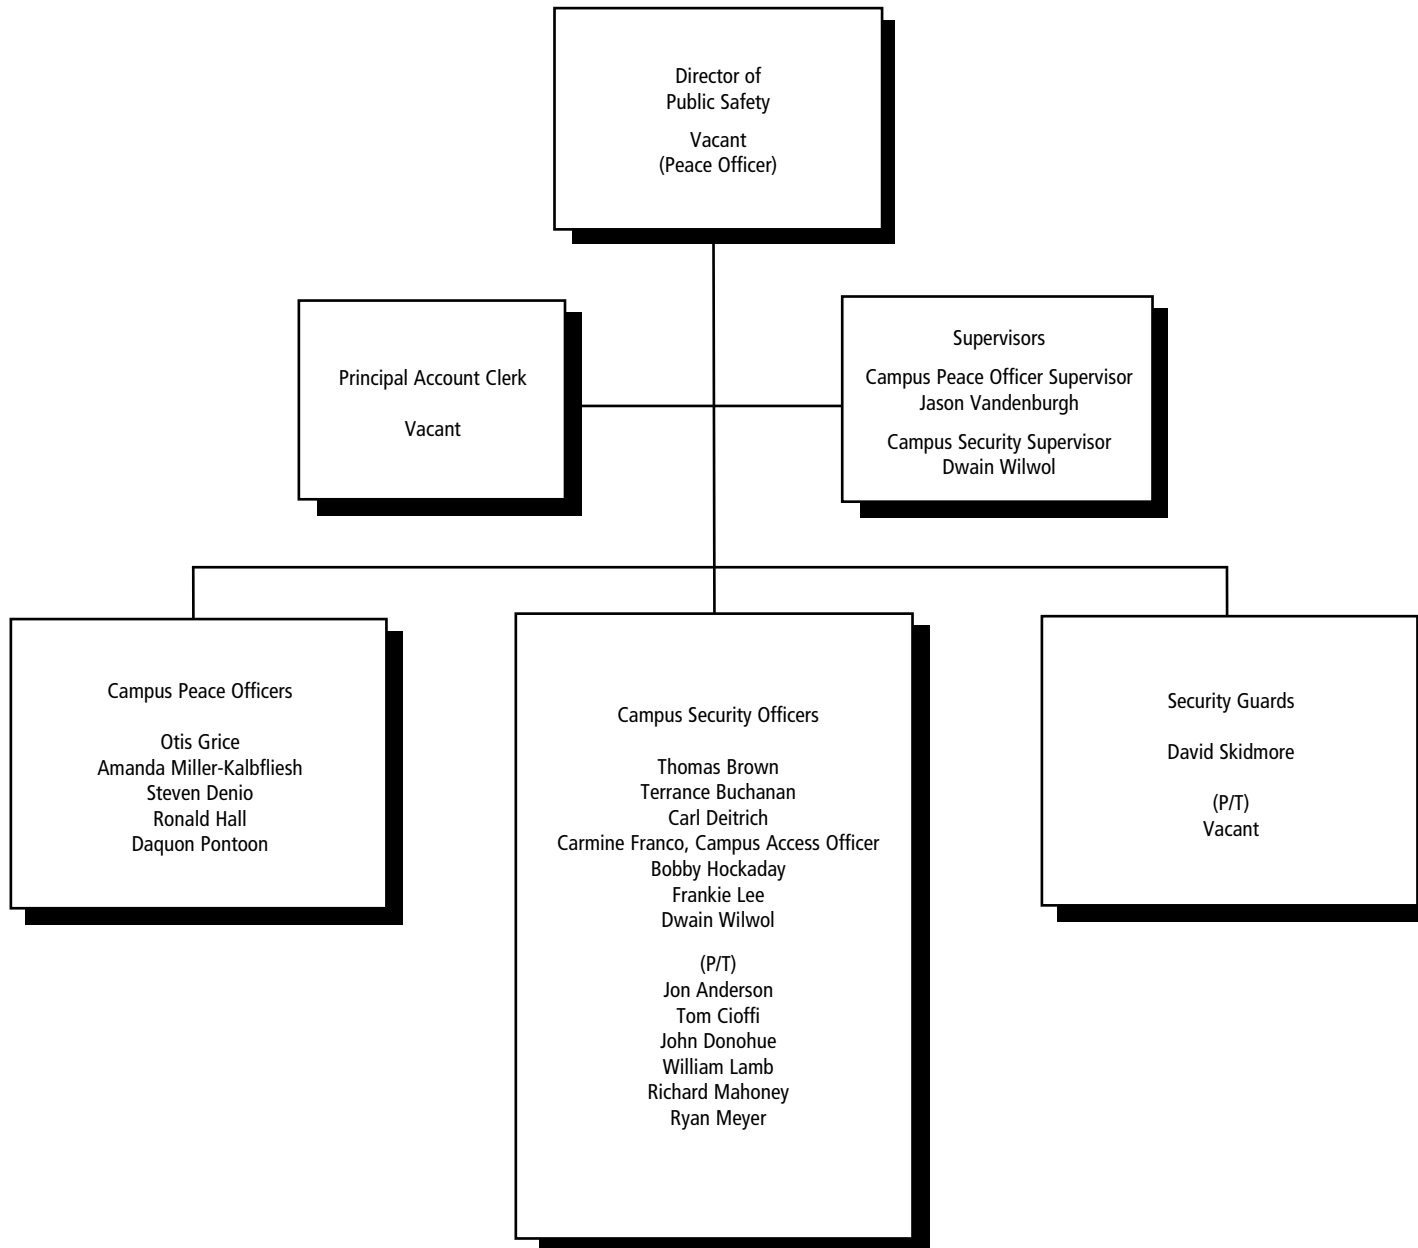 Director of
Public Safety
Vacant
(Peace Officer)
Principal Account Clerk
Vacant
Supervisors
Campus Peace Officer Supervisor
Jason Vandenburgh
Campus Security Supervisor
Dwain Wilwol
Campus Peace Officers
Otis Grice
Amanda Miller-Kalbfliesh
Steven Denio
Ronald Hall
Daquon Pontoon
Campus Security Officers
Thomas Brown
Terrance Buchanan
Carl Deitrich
Carmine Franco, Campus Access Officer
Bobby Hockaday
Frankie Lee
Dwain Wilwol
(P/T)
Jon Anderson
Tom Cioffi
John Donohue
William Lamb
Richard Mahoney
Ryan Meyer
Security Guards
David Skidmore
(P/T)
Vacant